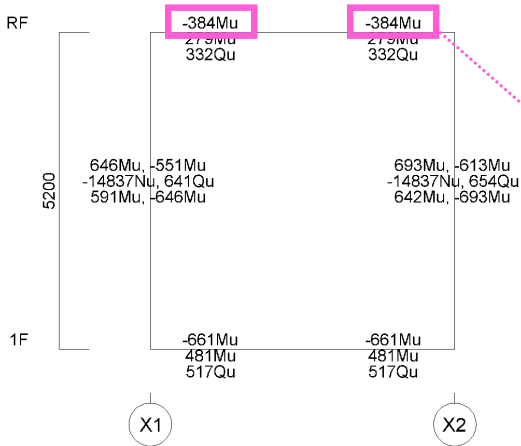 RF
-384Mu
279Mu
332Qu
-384Mu
279Mu
332Qu
5200
646Mu, -551Mu
-14837Nu, 641Qu
591Mu, -646Mu
693Mu, -613Mu
-14837Nu, 654Qu
642Mu, -693Mu
1F
-661Mu
481Mu
517Qu
-661Mu
481Mu
517Qu
X1
X2